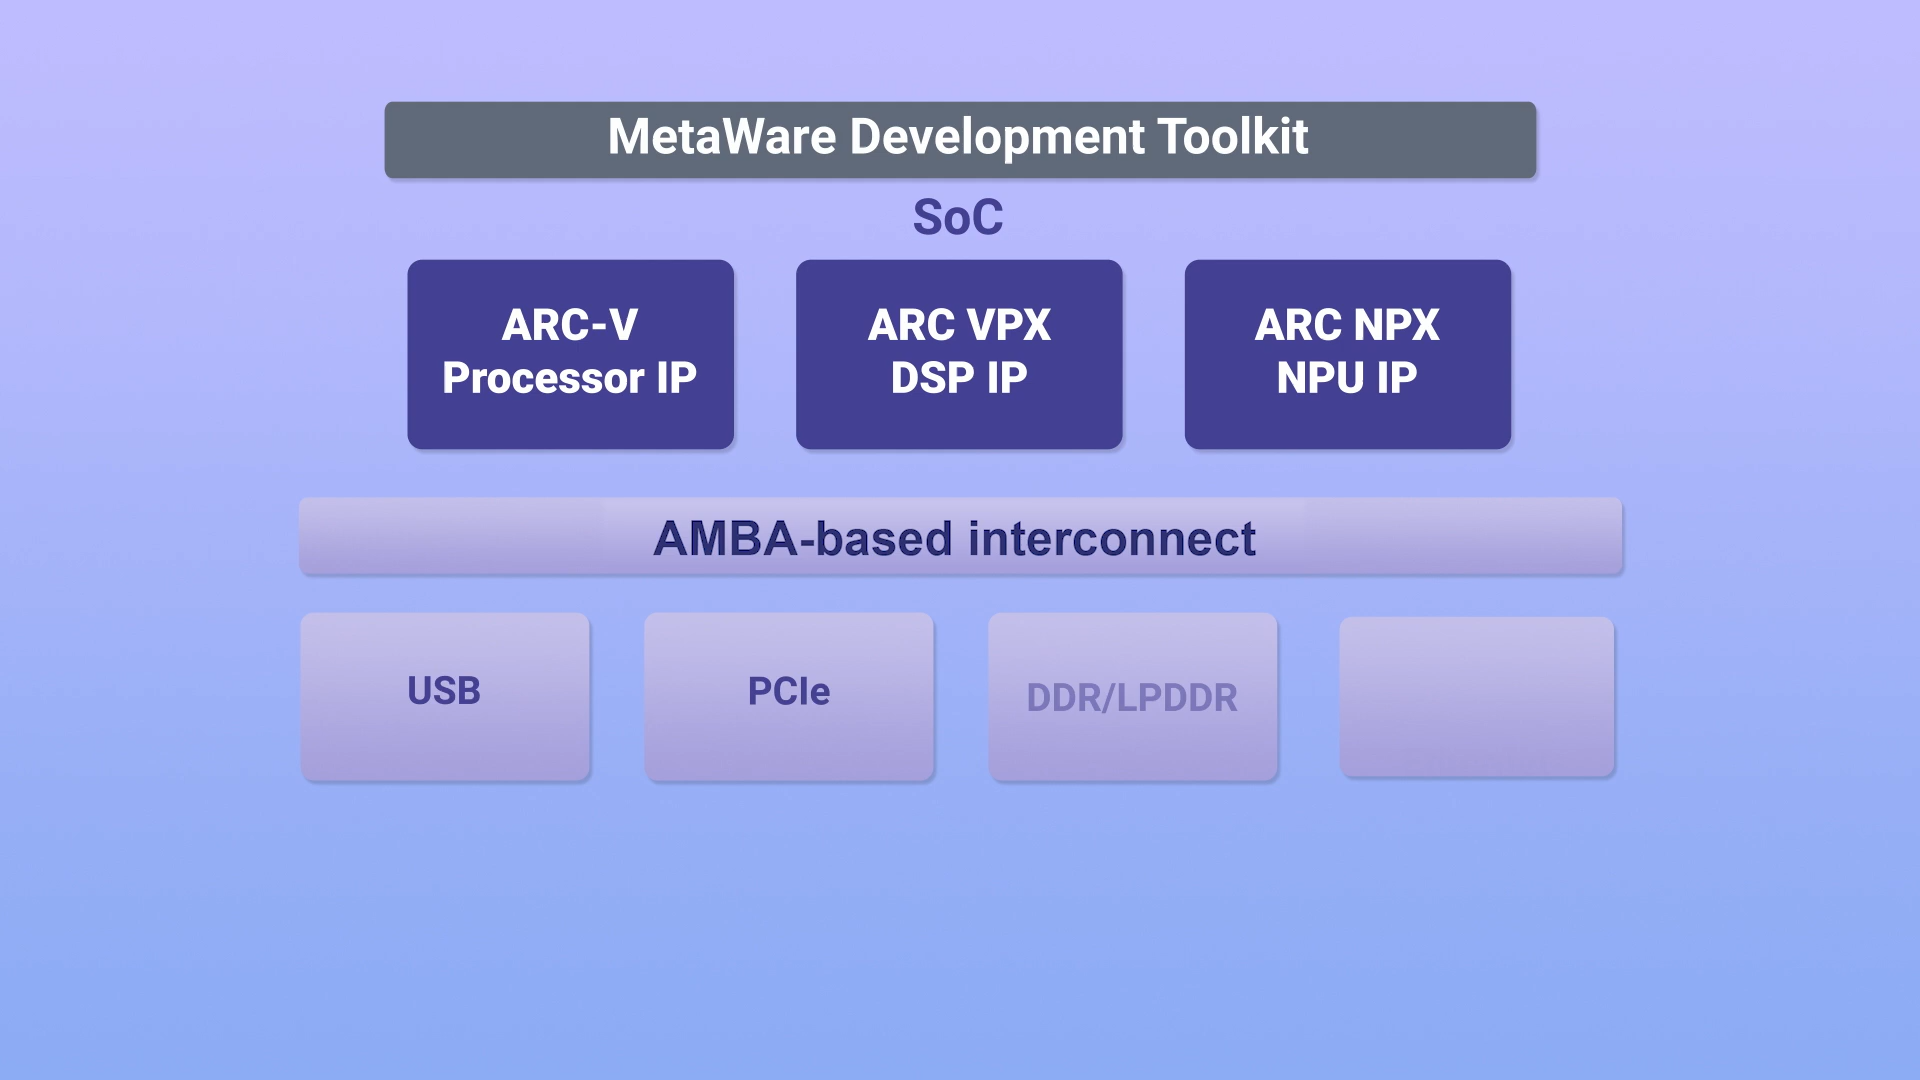 MetaWare Development Toolkit
SoC
ARC-V
Processor IP
ARC VPX
DSP IP
ARC NPX
NPU IP
AMBA-based interconnect
USB
PCIe
DDR/LPDDR